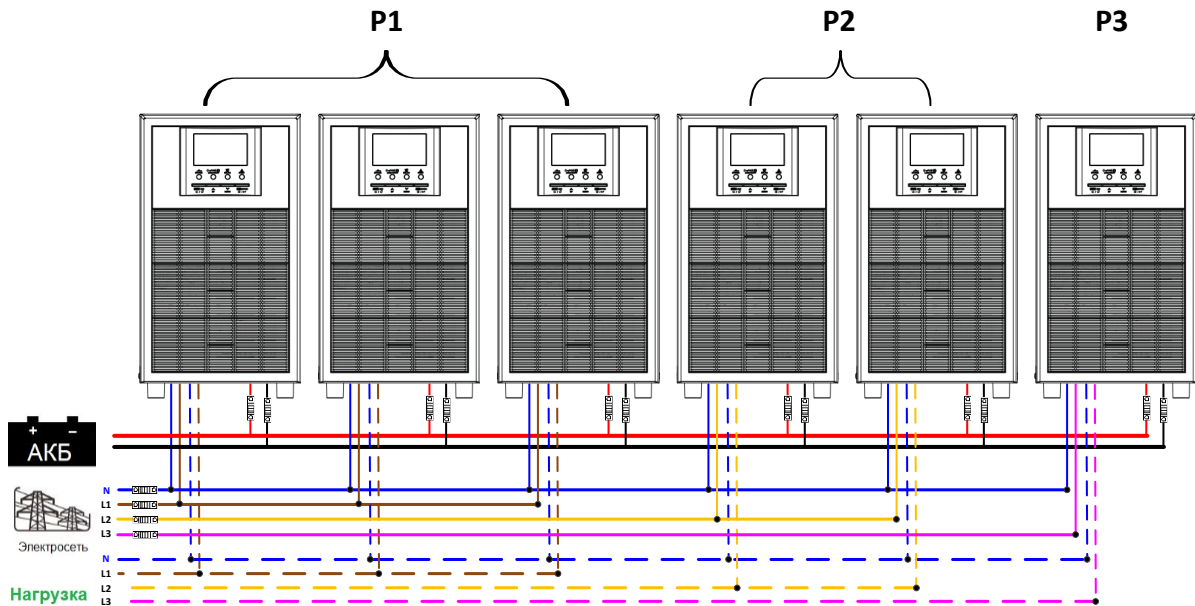 P1
P2
P3
+ −
АКБ
N
L1
L2
L3
Электросеть
N
L1
L2
L3
Нагрузка